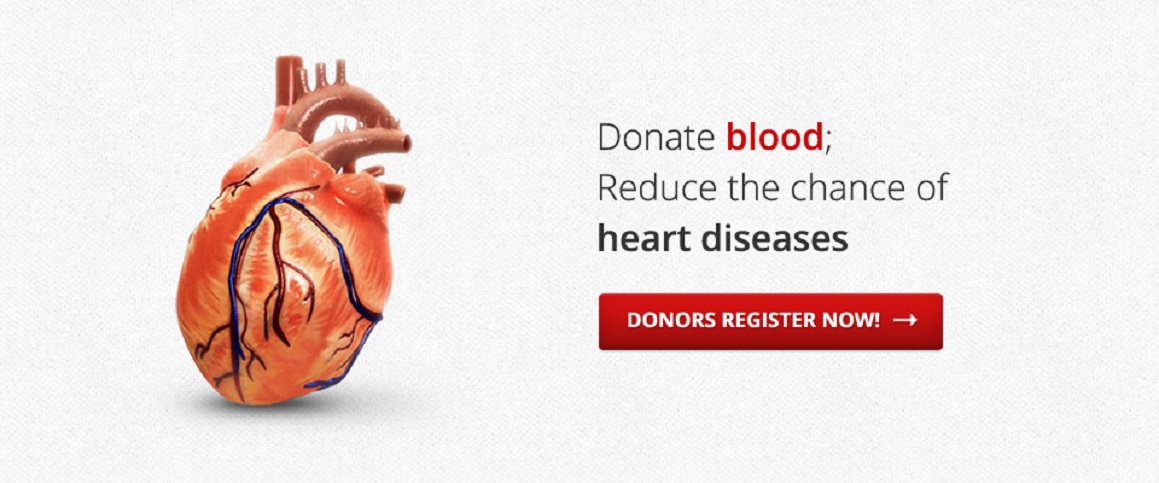 Donate blood;
Reduce the chance of
heart diseases
DONORS REGISTER NOW! →